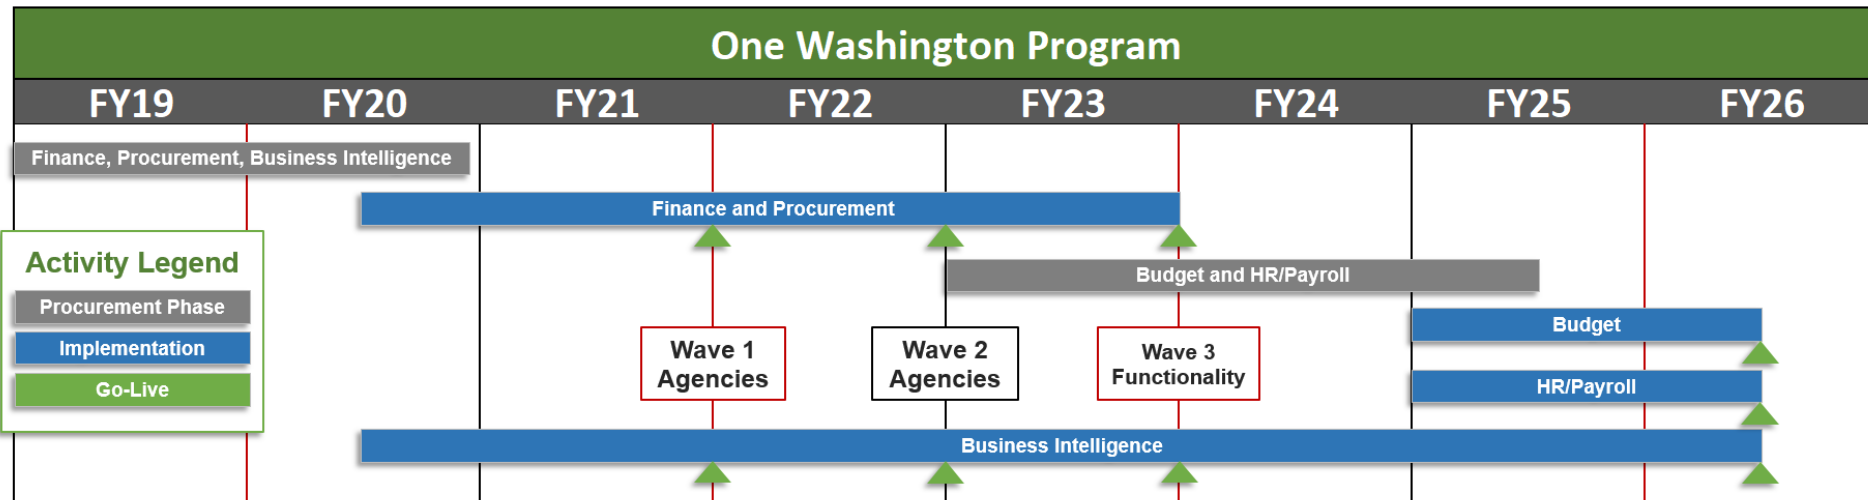 One Washington Program
FY19 FY20 FY21 FY22 FY23 FY24 FY25 FY26
Finance, Procurement, Business Intelligence
Finance and Procurement
Activity Legend
Procurement Phase
Implementation
Go-Live
Budget and HR/Payroll
Wave 1
Agencies
Wave 2
Agencies
Wave 3
Functionality
Budget
HR/Payroll
Business Intelligence